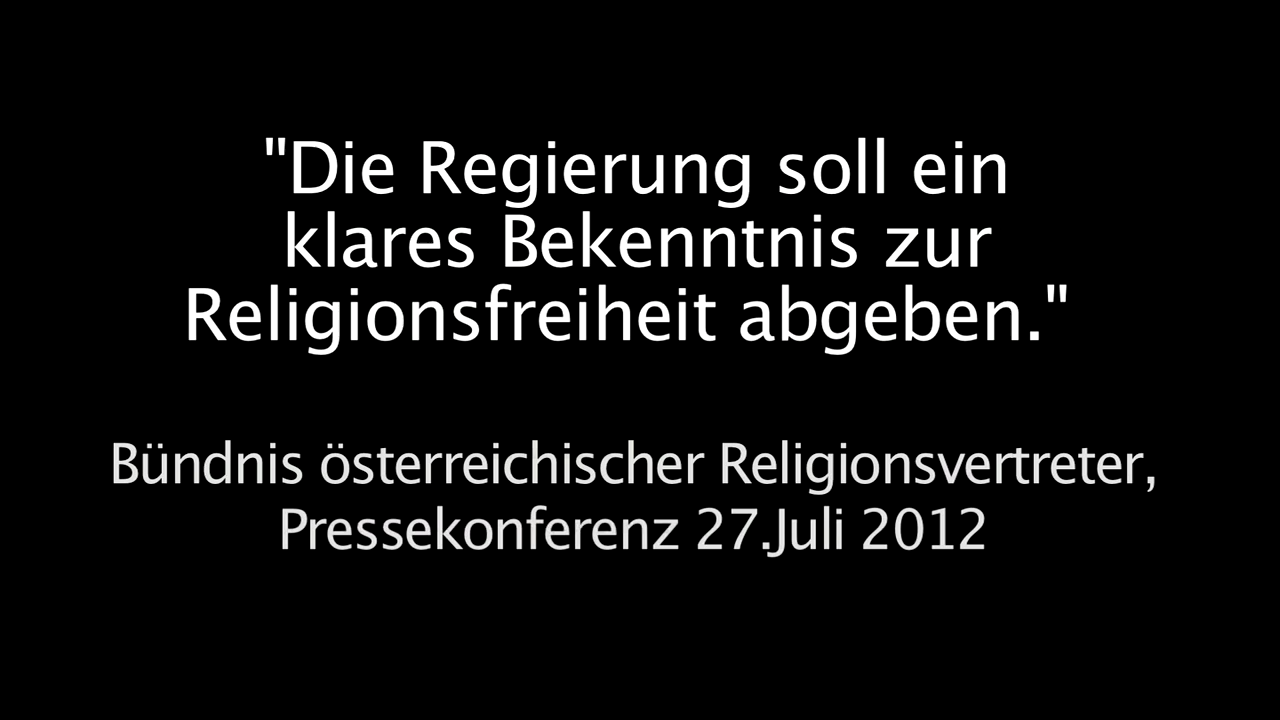 "Die Regierung soll ein
klares Bekenntnis zur
Religionsfreiheit abgeben."
Bündnis österreichischer Religionsvertreter,
Pressekonferenz 27.Juli 2012